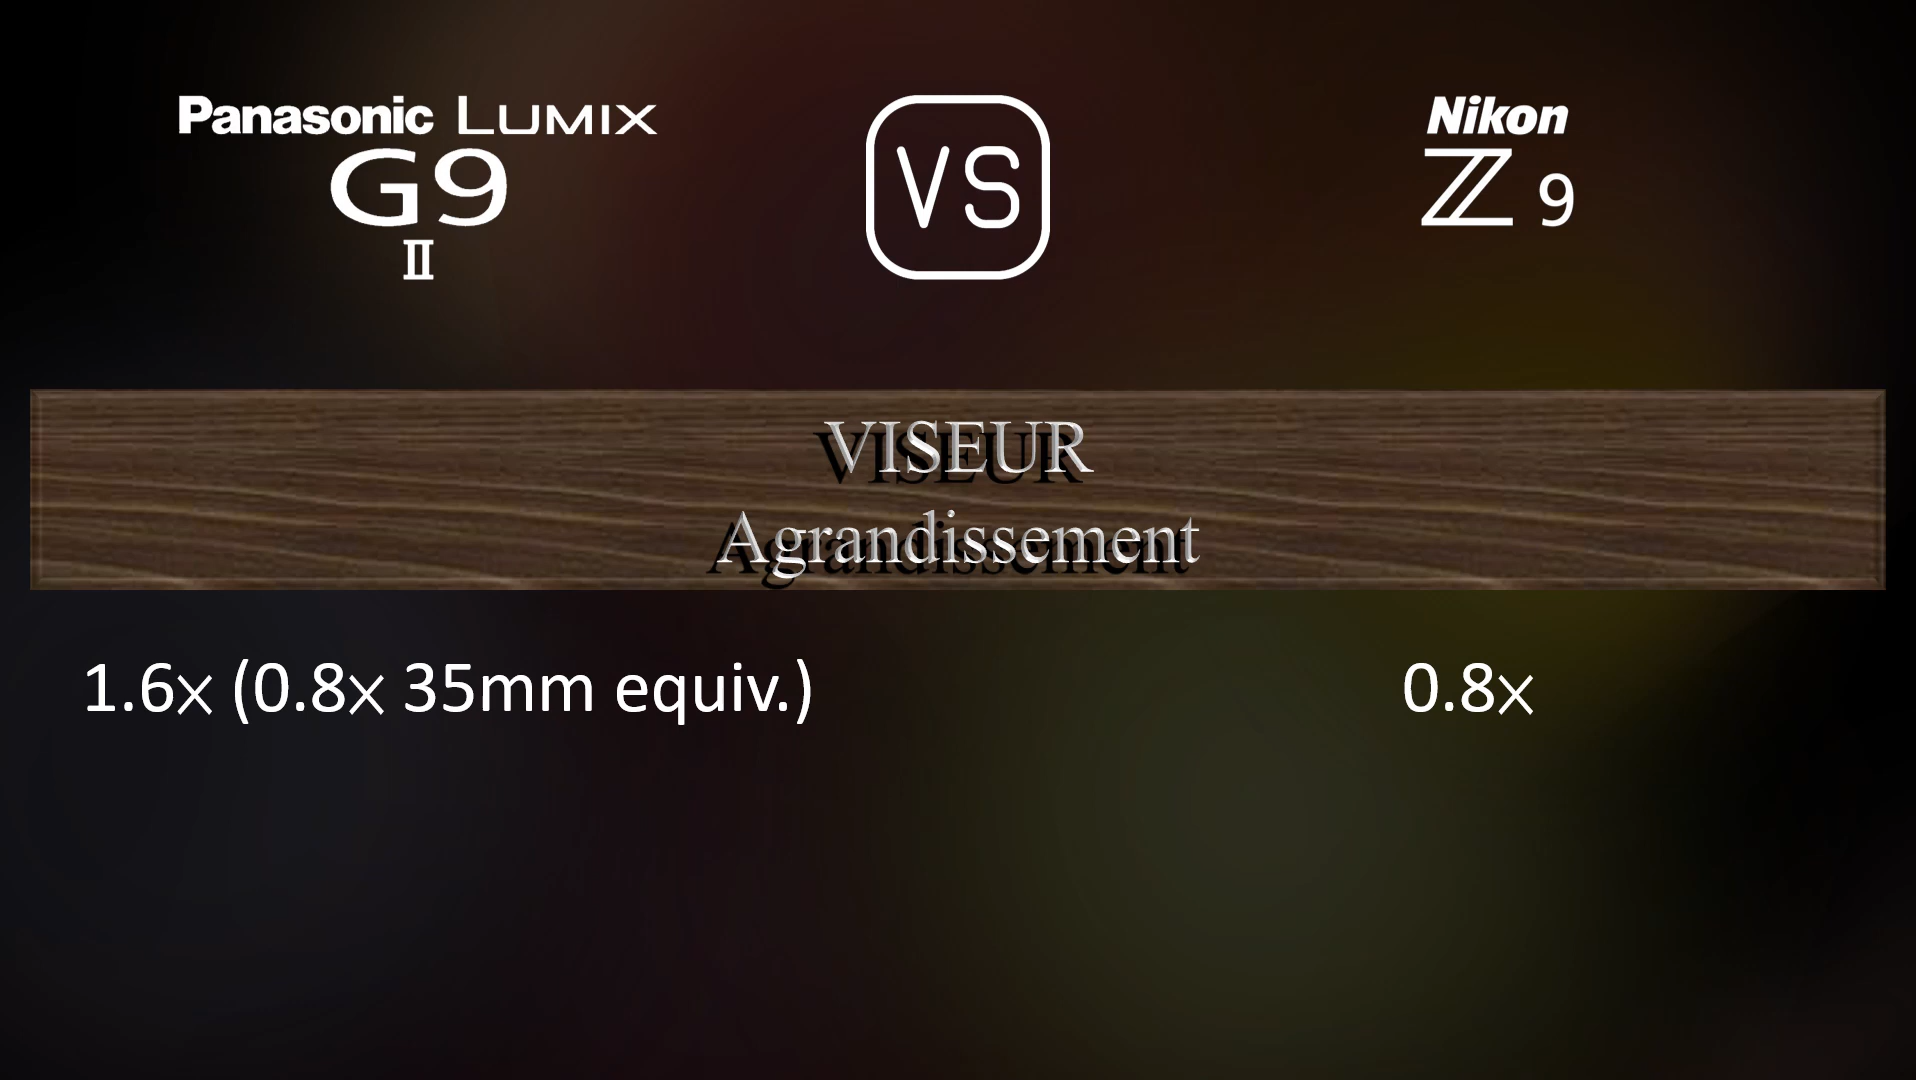 Panasonic LUMIX
G9
II
VS
Nikon
Z 9
VISEUR
Agrandissement
1.6x (0.8x 35mm equiv.)
0.8x